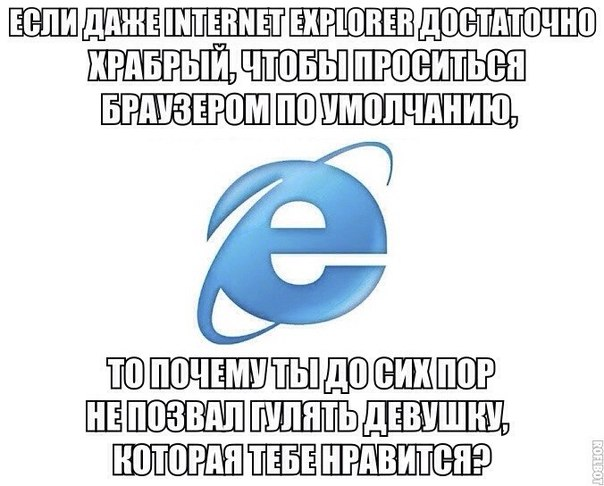 ЕСЛИ ДАЖЕ INTERNET EXPLORER ДОСТАТОЧНО
ХРАБРЫЙ, ЧТОБЫ ПРОСИТЬСЯ
БРАУЗЕРОМ ПО УМОЛЧАНИЮ,
ТО ПОЧЕМУ ТЫ ДО СИХ ПОР
НЕ ПОЗВАЛ ГУЛЯТЬ ДЕВУШКУ,
КОТОРАЯ ТЕБЕ НРАВИТСЯ?
ROFLBOT